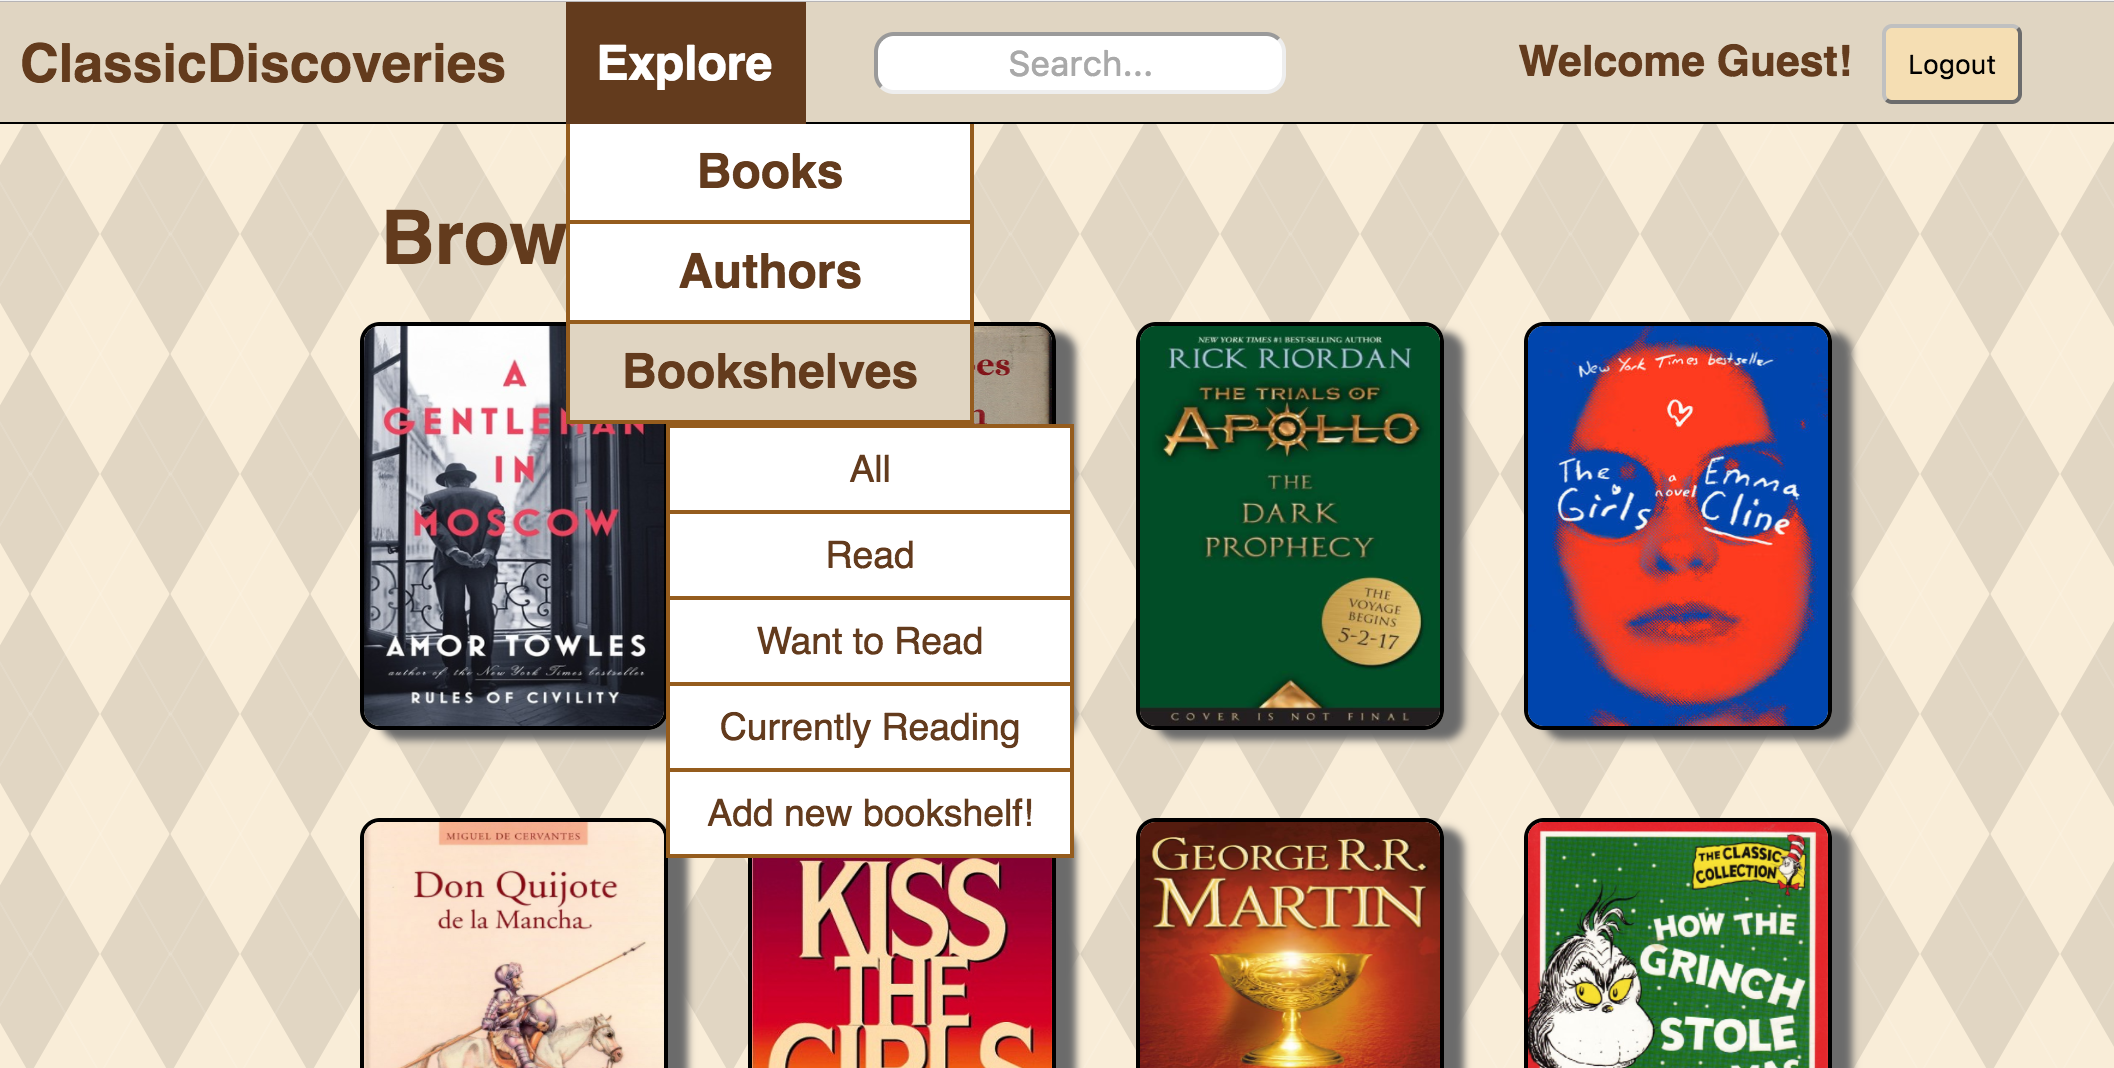 ClassicDiscoveries
Explore
Search...
Welcome Guest!
Logout
Books
Authors
Bookshelves
All
Read
Want to Read
Currently Reading
Add new bookshelf!
Brow
A
GENTLEMAN
IN
MOSCOW
AMOR TOWLES
author of the New York Times bestseller
RULES OF CIVILITY
NEW YORK TIMES #1 BEST-SELLING AUTHOR
RICK RIORDAN
THE TRIALS OF
APOLLO
THE
DARK
PROPHECY
THE
VOYAGE
BEGINS
5-2-17
COVER IS NOT FINAL
New York Times bestseller
The
Girls
a
novel
Emma
Cline
MIGUEL DE CERVANTES
Don Quijote
de la Mancha
KISS
THE
GIRLS
GEORGE R.R.
MARTIN
THE CLASSIC
COLLECTION
HOW THE
GRINCH
STOLE